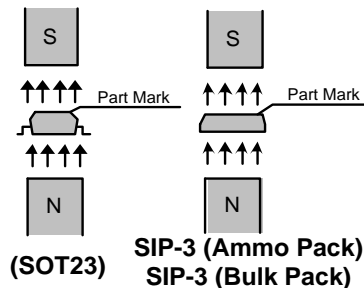 S
S
Part Mark
Part Mark
N
N
(SOT23)
SIP-3 (Ammo Pack)
SIP-3 (Bulk Pack)